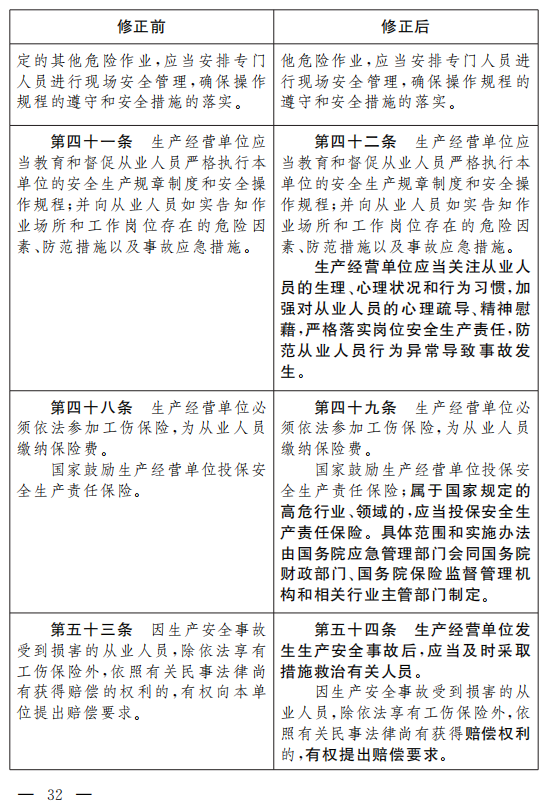 修正前
修正后
定的其他危险作业，应当安排专门
人员进行现场安全管理，确保操作
规程的遵守和安全措施的落实。
他危险作业，应当安排专门人员进
行现场安全管理，确保操作规程的
遵守和安全措施的落实。
第四十一条　生产经营单位应
当教育和督促从业人员严格执行本
单位的安全生产规章制度和安全操
作规程；并向从业人员如实告知作
业场所和工作岗位存在的危险因
素、防范措施以及事故应急措施。
第四十二条　生产经营单位应
当教育和督促从业人员严格执行本
单位的安全生产规章制度和安全操
作规程；并向从业人员如实告知作
业场所和工作岗位存在的危险因
素、防范措施以及事故应急措施。
生产经营单位应当关注从业人
员的生理、心理状况和行为习惯，加
强对从业人员的心理疏导、精神慰
藉，严格落实岗位安全生产责任，防
范从业人员行为异常导致事故发
生。
第四十八条　生产经营单位必
须依法参加工伤保险，为从业人员
缴纳保险费。
国家鼓励生产经营单位投保安
全生产责任保险。
第四十九条　生产经营单位必
须依法参加工伤保险，为从业人员
缴纳保险费。
国家鼓励生产经营单位投保安
全生产责任保险；属于国家规定的
高危行业、领域的，应当投保安全生
产责任保险。具体范围和实施办法
由国务院应急管理部门会同国务院
财政部门、国务院保险监督管理机
构和相关行业主管部门制定。
第五十三条　因生产安全事故
受到损害的从业人员，除依法享有
工伤保险外，依照有关民事法律尚
有获得赔偿的权利的，有权向本单
位提出赔偿要求。
第五十四条　生产经营单位发
生生产安全事故后，应当及时采取
措施救治有关人员。
因生产安全事故受到损害的从
业人员，除依法享有工伤保险外，依
照有关民事法律尚有获得赔偿权利
的，有权提出赔偿要求。
— 32 —